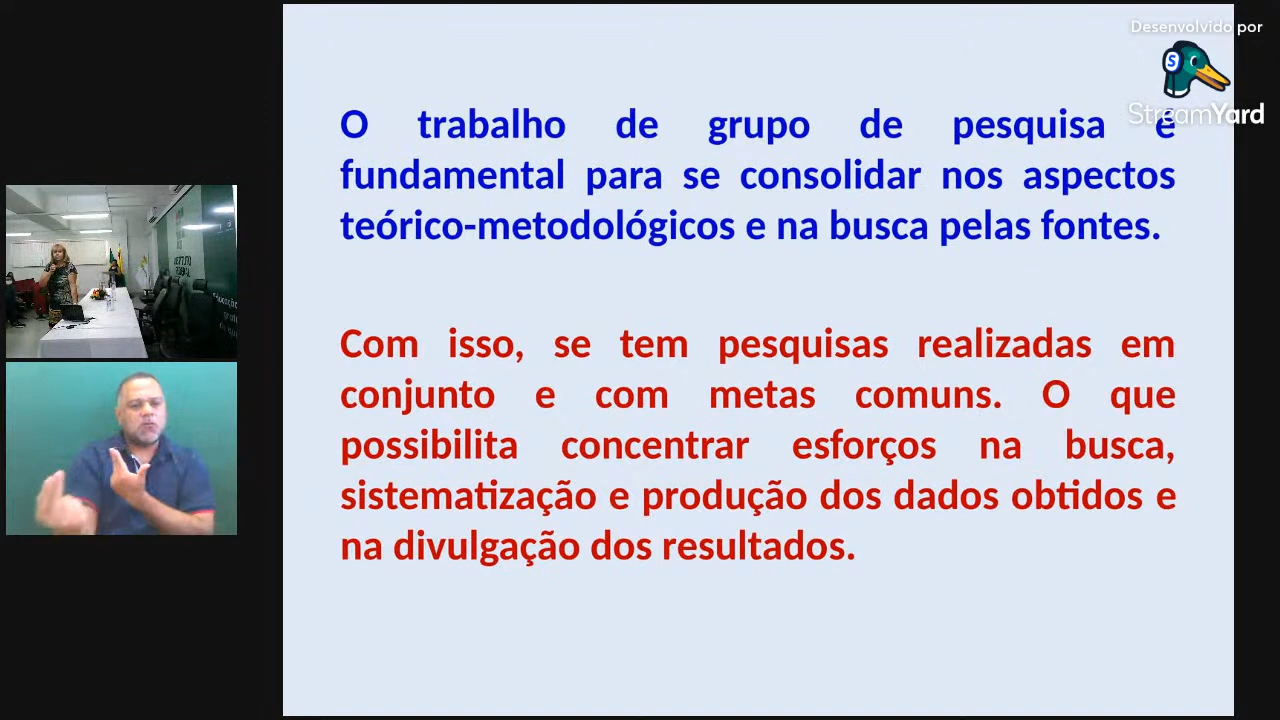 Desenvolvido por
StreamYard
O trabalho de grupo de pesquisa é
fundamental para se consolidar nos aspectos
teórico-metodológicos e na busca pelas fontes.
Com isso, se tem pesquisas realizadas em
conjunto e com metas comuns. O que
possibilita concentrar esforços na busca,
sistematização e produção dos dados obtidos e
na divulgação dos resultados.
INSTITUTO
FEDERAL